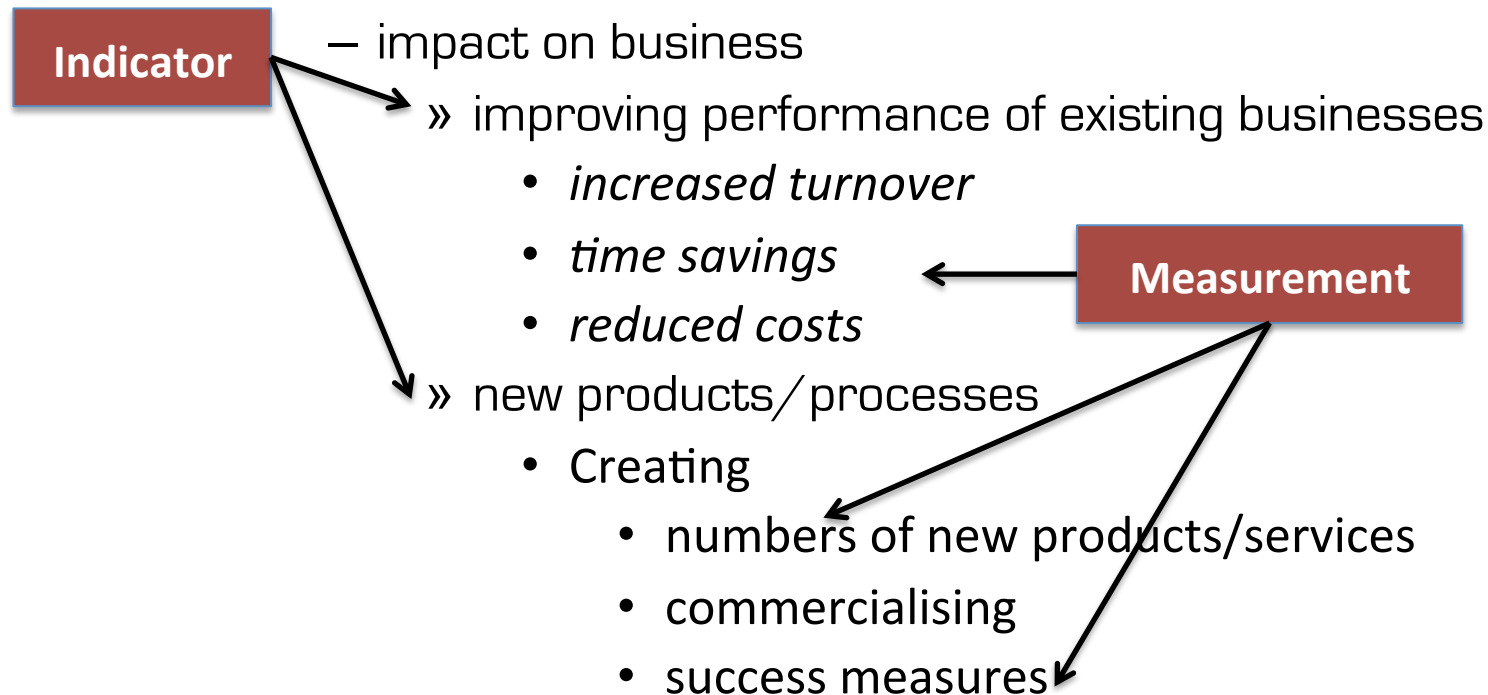 Indicator
– impact on business
» improving performance of existing businesses
• increased turnover
• time savings
Measurement
• reduced costs
» new products/processes
• Creating
• numbers of new products/services
• commercialising
• success measures